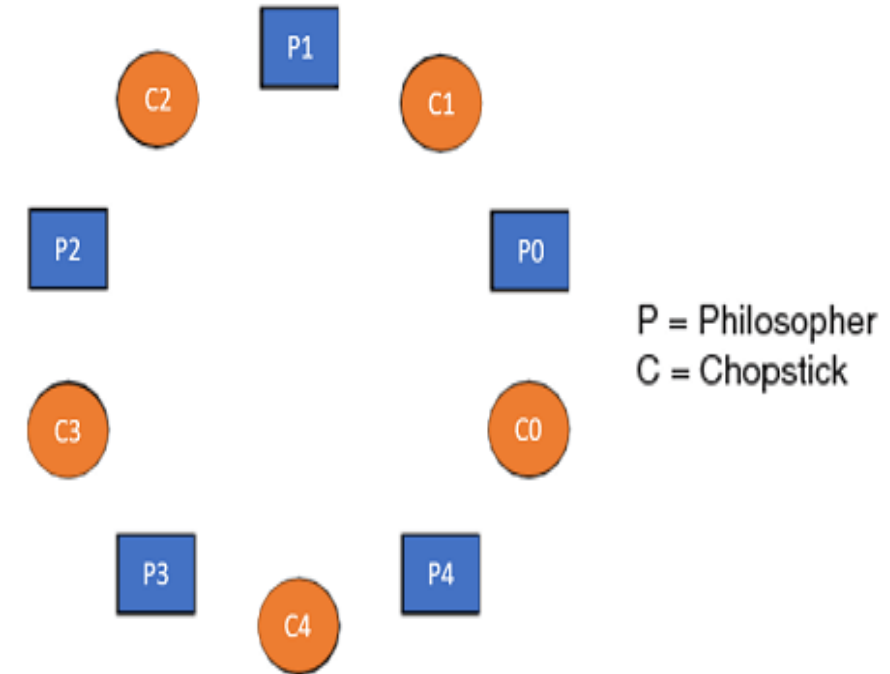 P1
C2
C1
P2
P0
P = Philosopher
C = Chopstick
C3
C0
P3
P4
C4